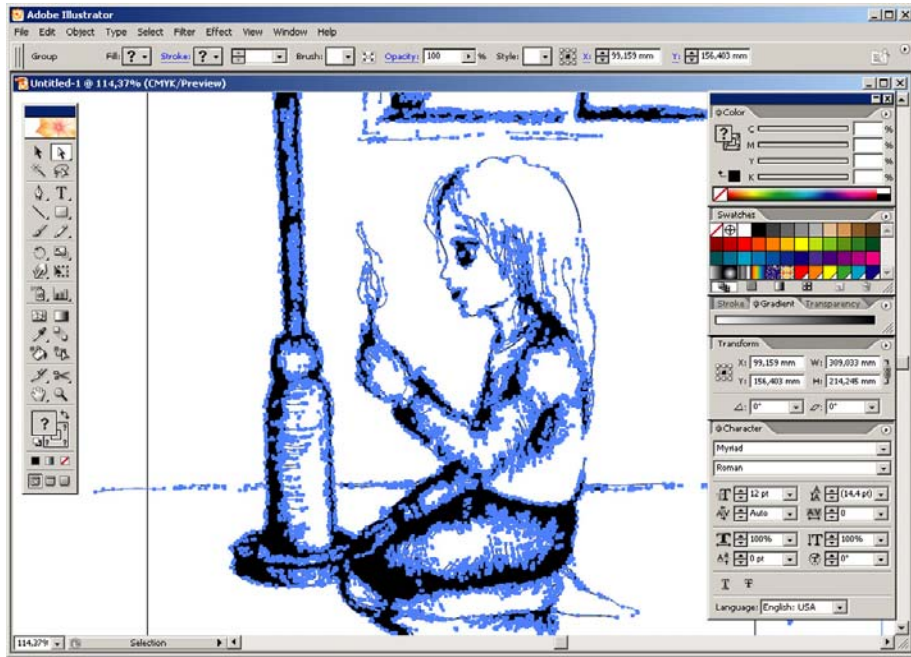 Adobe Illustrator
File Edit Object Type Select Filter Effect View Window Help
Group Fill: ? Stroke: ? Brush: Opacity: 100 % Style: X: 99,159 mm Y: 156,403 mm
Untitled-1 @ 114,37% (CMYK/Preview)
Color
?
C %
M %
Y %
K %
Swatches
Stroke Gradient Transparency
Transform
X: 99,159 mm W: 309,033 mm
Y: 156,403 mm H: 214,245 mm
0° 0°
Character
Myriad
Roman
12 pt (14,4 pt)
Auto 0
100% 100%
0 pt 0°
T T
Language: English: USA
T
?
114,37% Selection